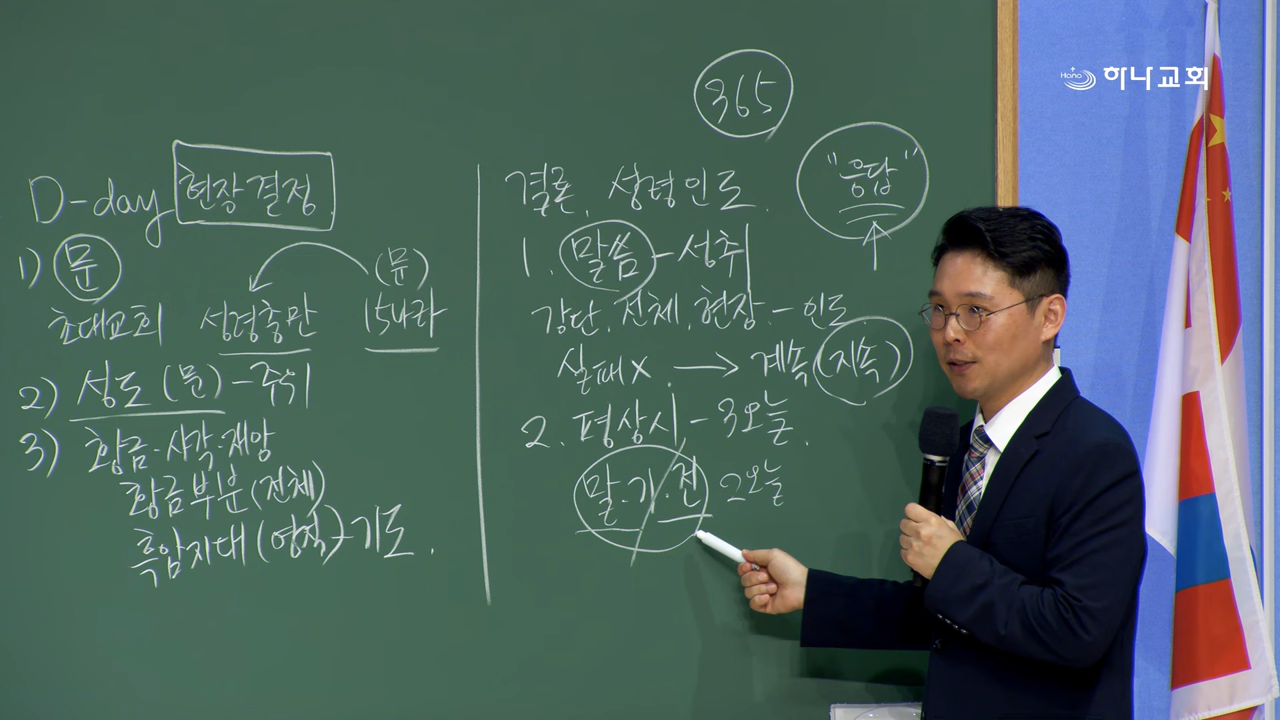 하나교회
Hana
365
"응답"
D-day 현장결정
1) 문
(문)
초대교회 성령충만 15나라
2) 성도(문)-주위
3) 황금·사각·재앙
황금부분(전체)
흑암지대(영적)-기도.
결론. 성령인도.
1. 말씀-성취
강단.전체.현장.-인도
실패X. → 계속(지속)
2. 평상시-3오늘.
말.기.전 2오늘